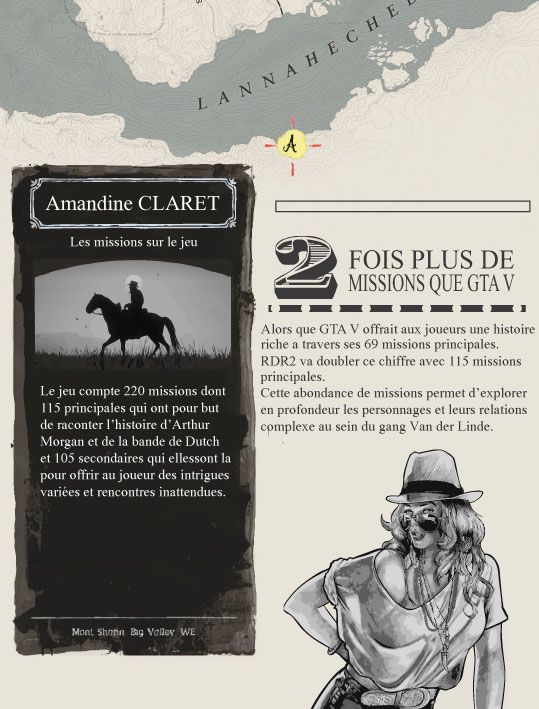 LANNAHECHEE
A
Amandine CLARET
Les missions sur le jeu
Le jeu compte 220 missions dont
115 principales qui ont pour but
de raconter l'histoire d'Arthur
Morgan et de la bande de Dutch
et 105 secondaires qui ellessont la
pour offrir au joueur des intrigues
variées et rencontres inattendues.
Mont Shann Big Valley WE
2 FOIS PLUS DE
MISSIONS QUE GTA V
Alors que GTA V offrait aux joueurs une histoire
riche a travers ses 69 missions principales.
RDR2 va doubler ce chiffre avec 115 missions
principales.
Cette abondance de missions permet d'explorer
en profondeur les personnages et leurs relations
complexe au sein du gang Van der Linde.